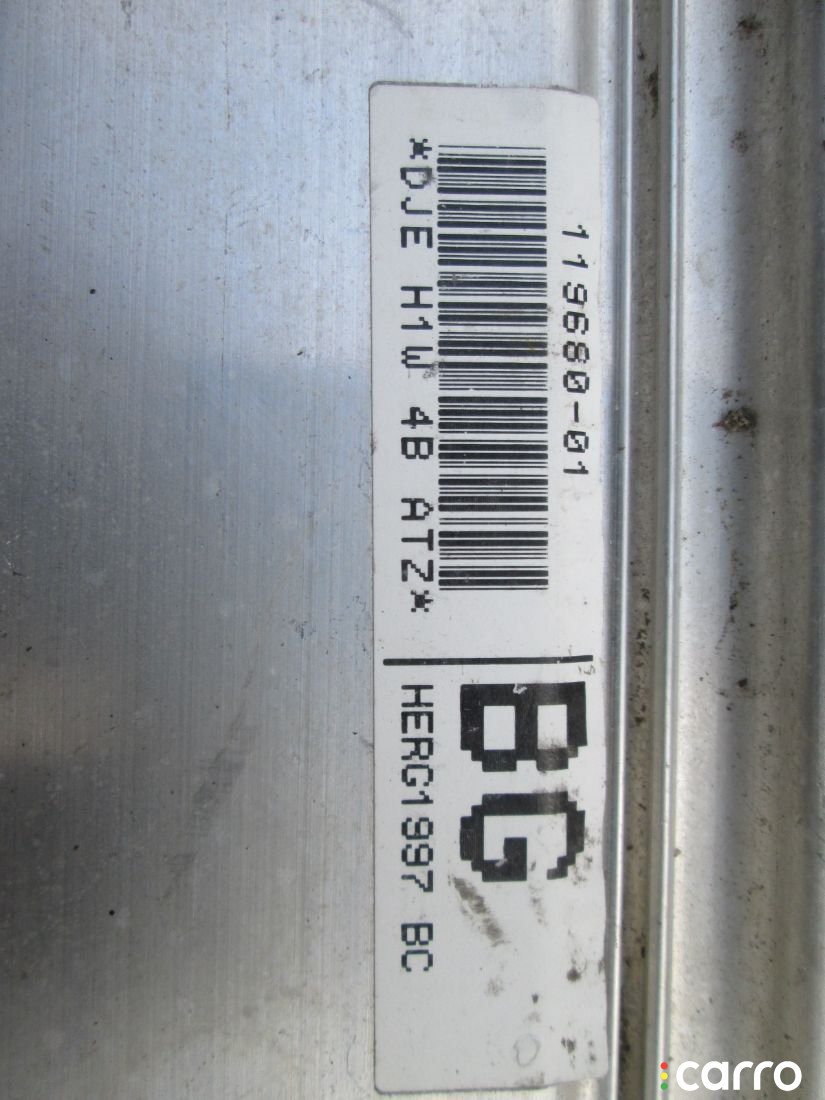 119680-01
*DJE H1W 4B ATZ*
BG
HERG1997 BC
carro